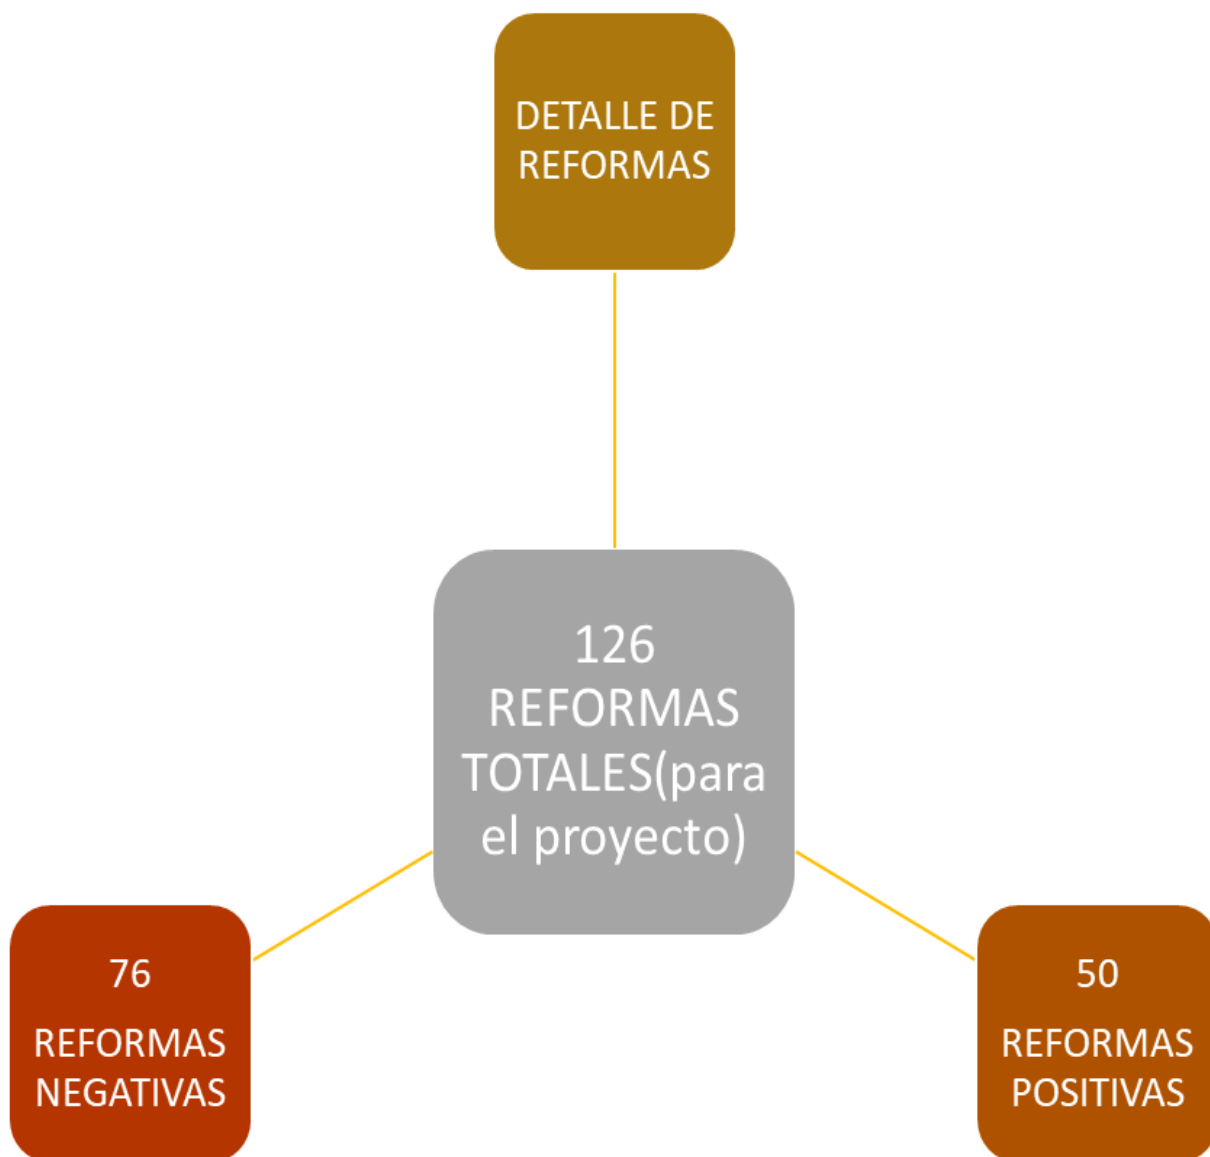 DETALLE DE
REFORMAS
126
REFORMAS
TOTALES(para
el proyecto)
76
REFORMAS
NEGATIVAS
50
REFORMAS
POSITIVAS